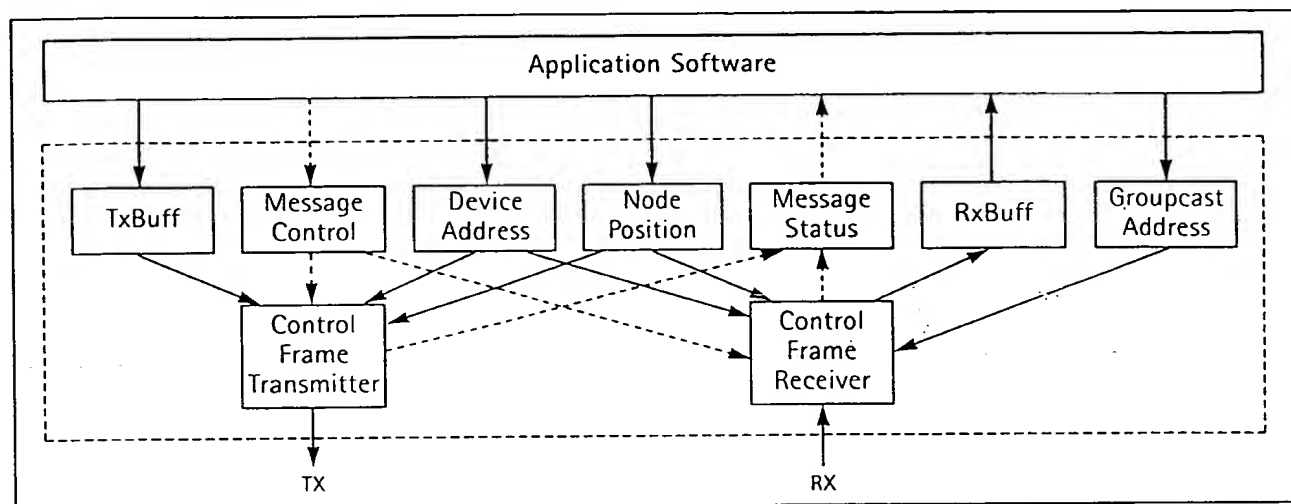 Application Software
TxBuff
Message
Control
Device
Address
Node
Position
Message
Status
RxBuff
Groupcast
Address
Control
Frame
Transmitter
Control
Frame
Receiver
TX
RX